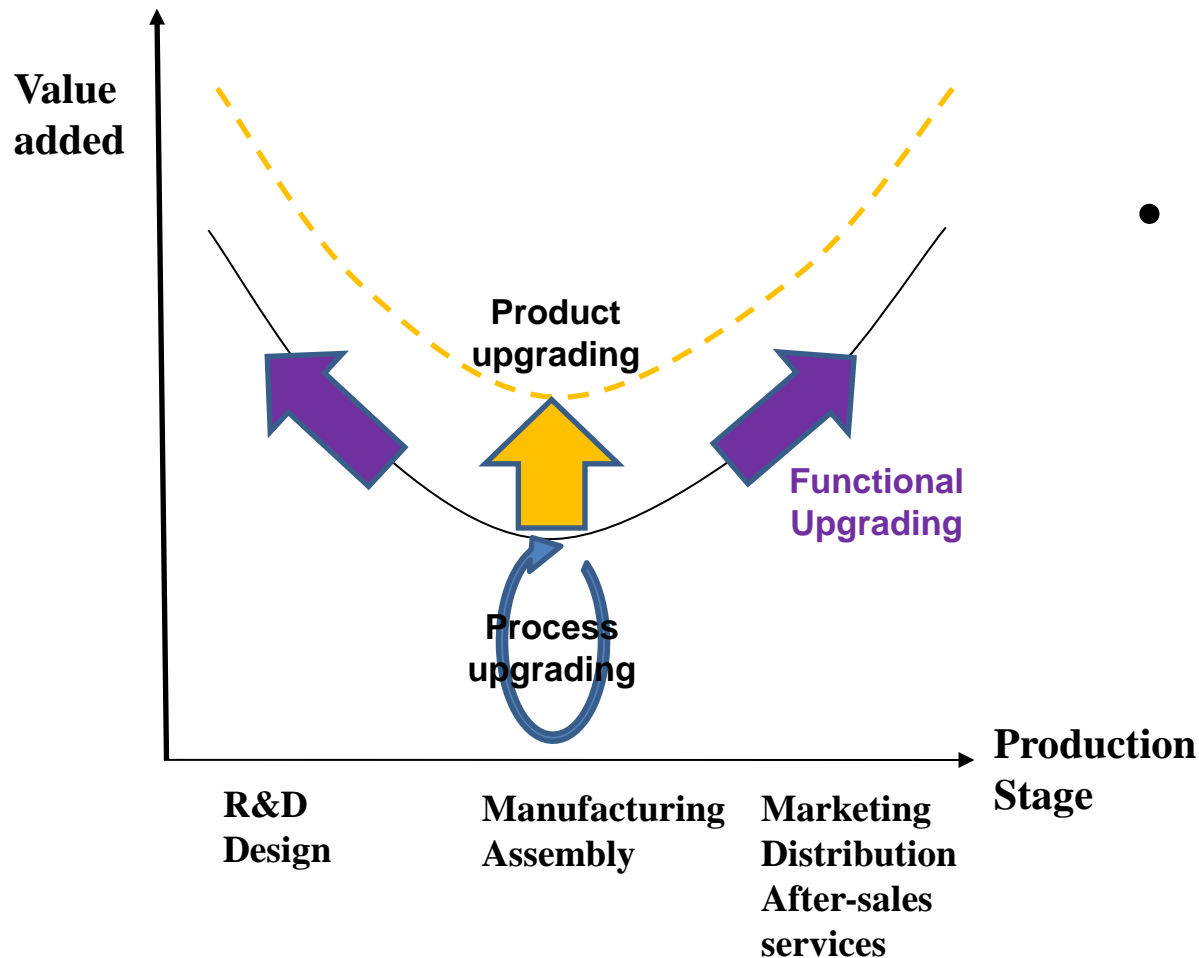 Value
added
Product
upgrading
Functional
Upgrading
Process
upgrading
Production
Stage
R&D
Design
Manufacturing
Assembly
Marketing
Distribution
After-sales
services